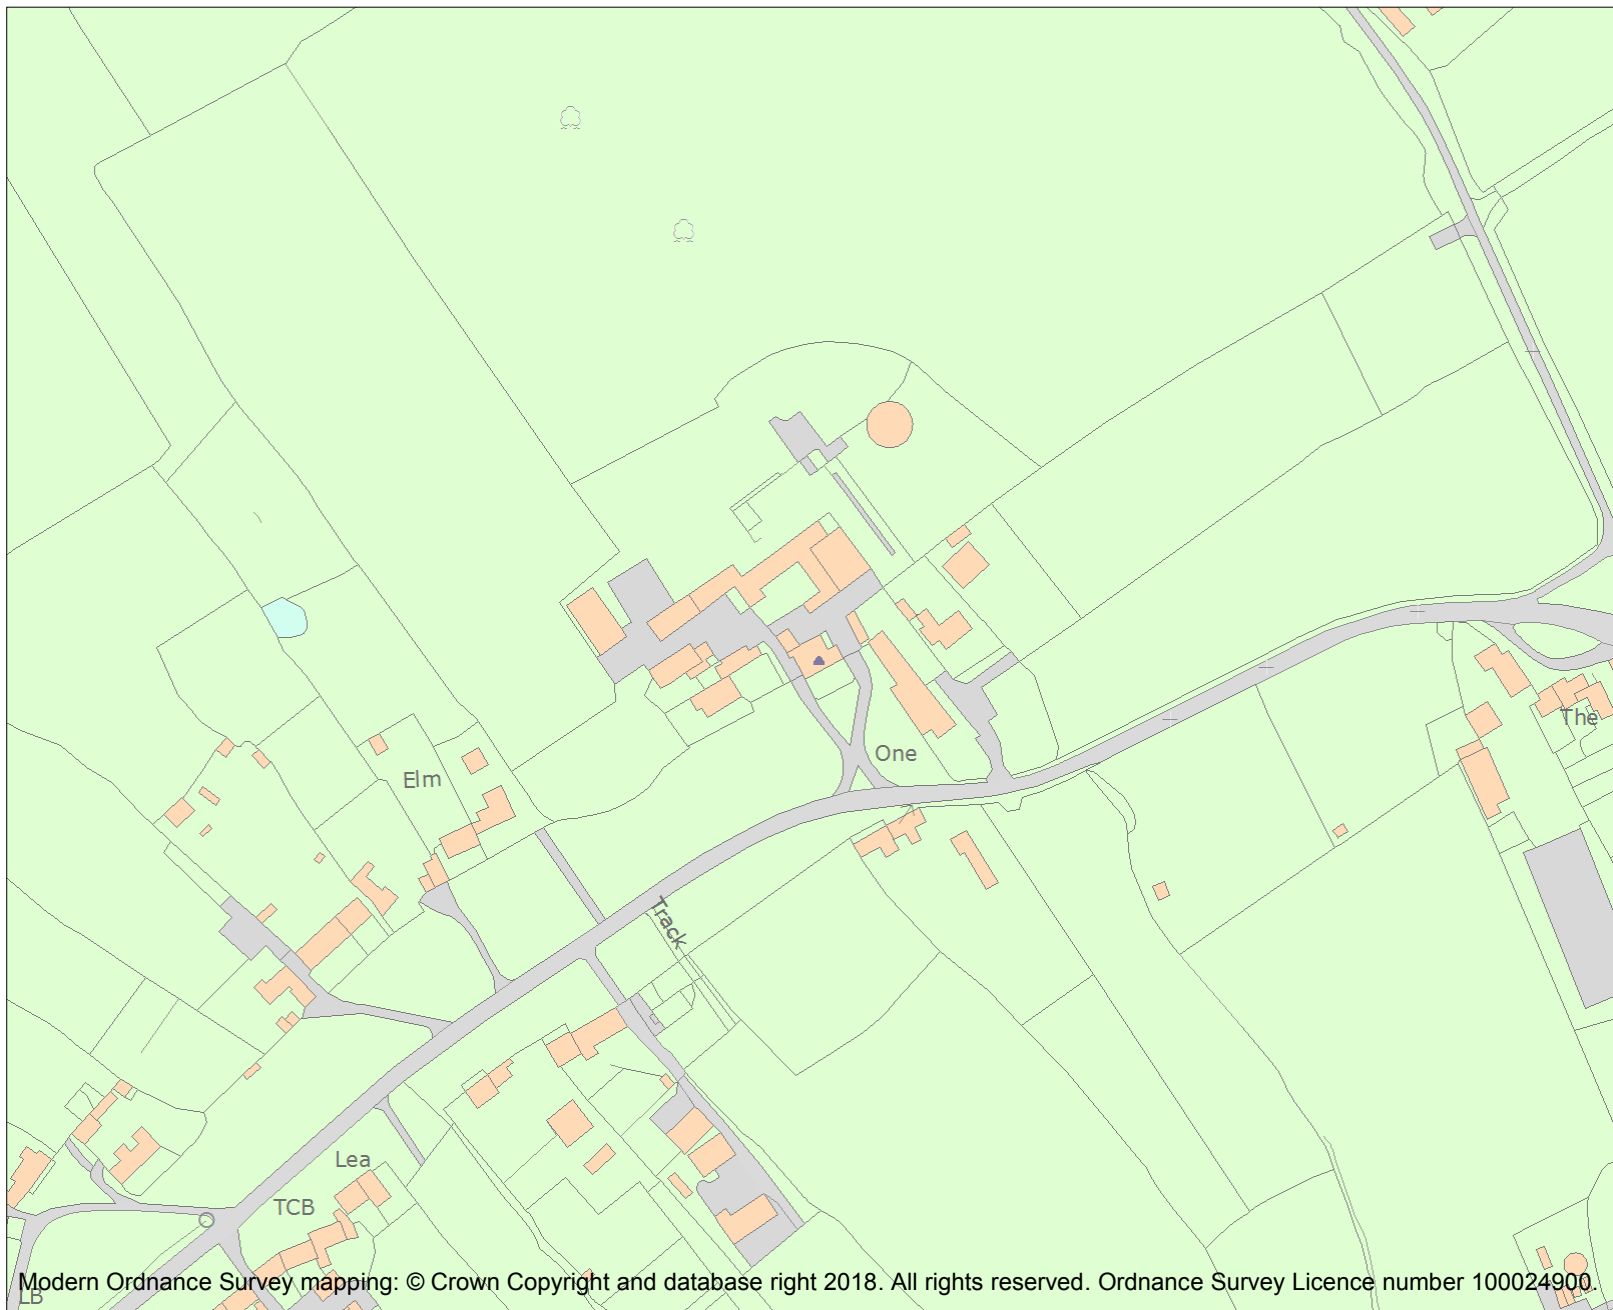 One
The
Elm
Track
Lea
TCB
LB
Modern Ordnance Survey mapping: © Crown Copyright and database right 2018. All rights reserved. Ordnance Survey Licence number 100024900.